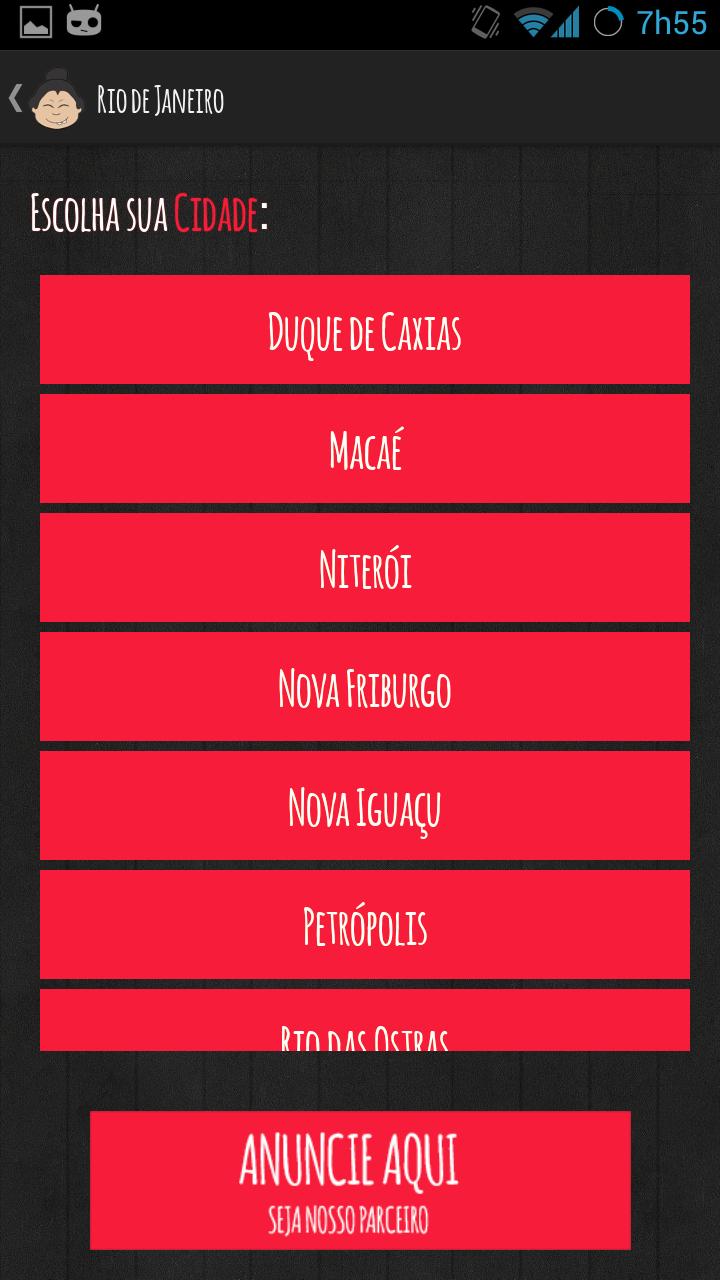 7h55
Rio de Janeiro
Escolha sua Cidade:
Duque de Caxias
Macaé
Niterói
Nova Friburgo
Nova Iguaçu
Petrópolis
Rio das Ostras
ANUNCIE AQUI
SEJA NOSSO PARCEIRO